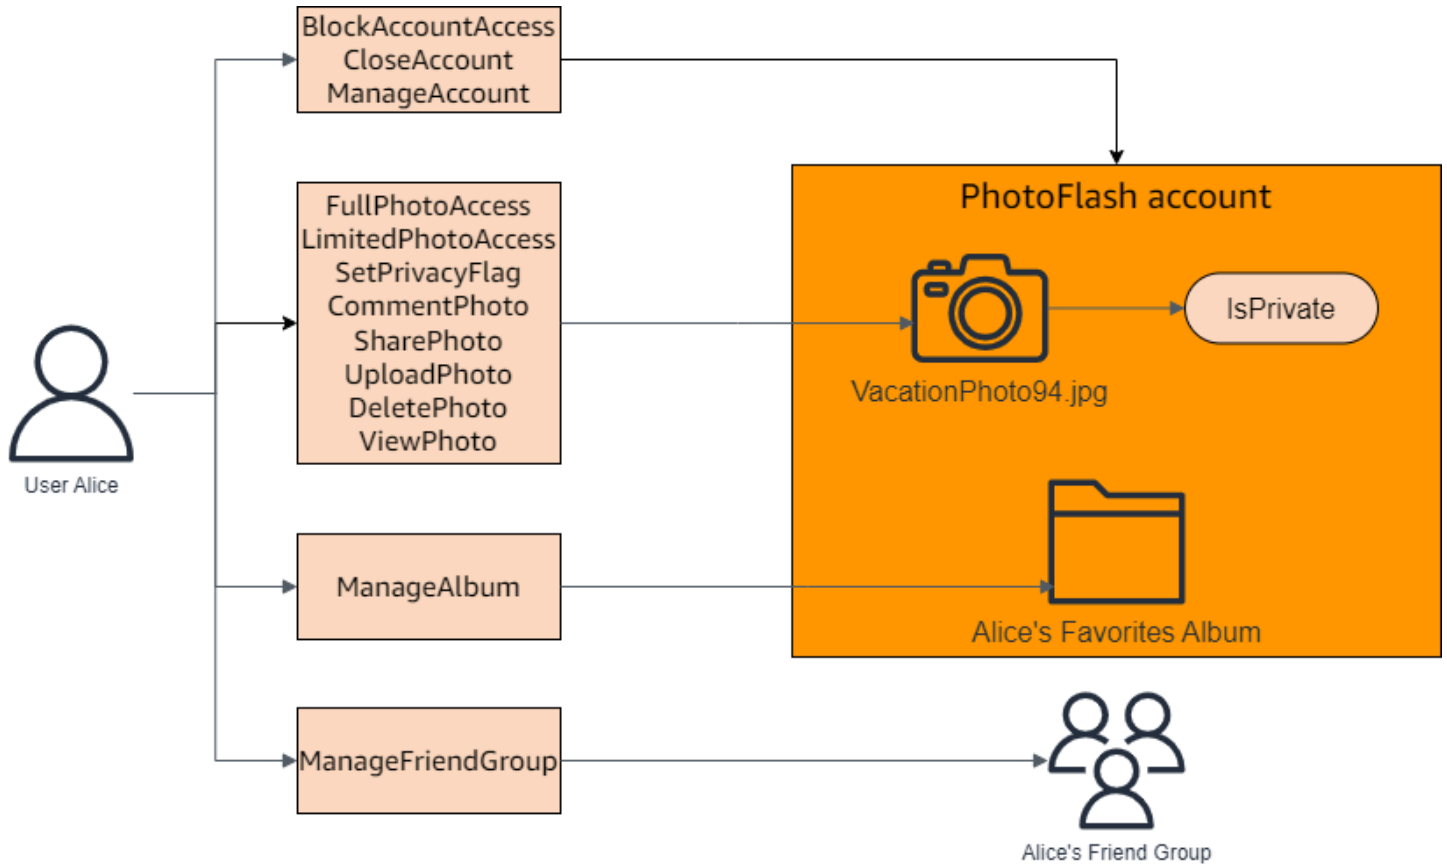 BlockAccountAccess
CloseAccount
ManageAccount
FullPhotoAccess
LimitedPhotoAccess
SetPrivacyFlag
CommentPhoto
SharePhoto
UploadPhoto
DeletePhoto
ViewPhoto
PhotoFlash account
IsPrivate
VacationPhoto94.jpg
User Alice
ManageAlbum
Alice's Favorites Album
ManageFriendGroup
Alice's Friend Group